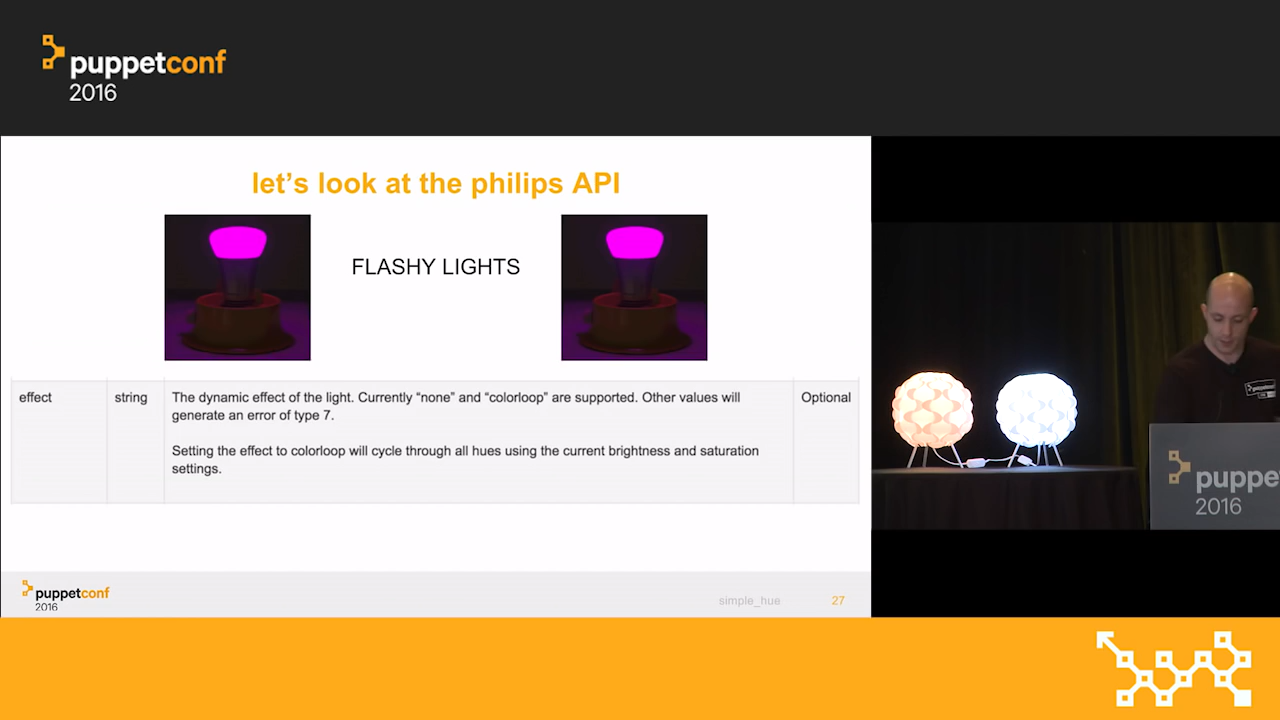 puppetconf
2016
let's look at the philips API
FLASHY LIGHTS
effect
string
The dynamic effect of the light. Currently “none” and “colorloop” are supported. Other values will
generate an error of type 7.
Setting the effect to colorloop will cycle through all hues using the current brightness and saturation
settings.
Optional
puppetconf
2016
simple_hue
27
puppe
2016